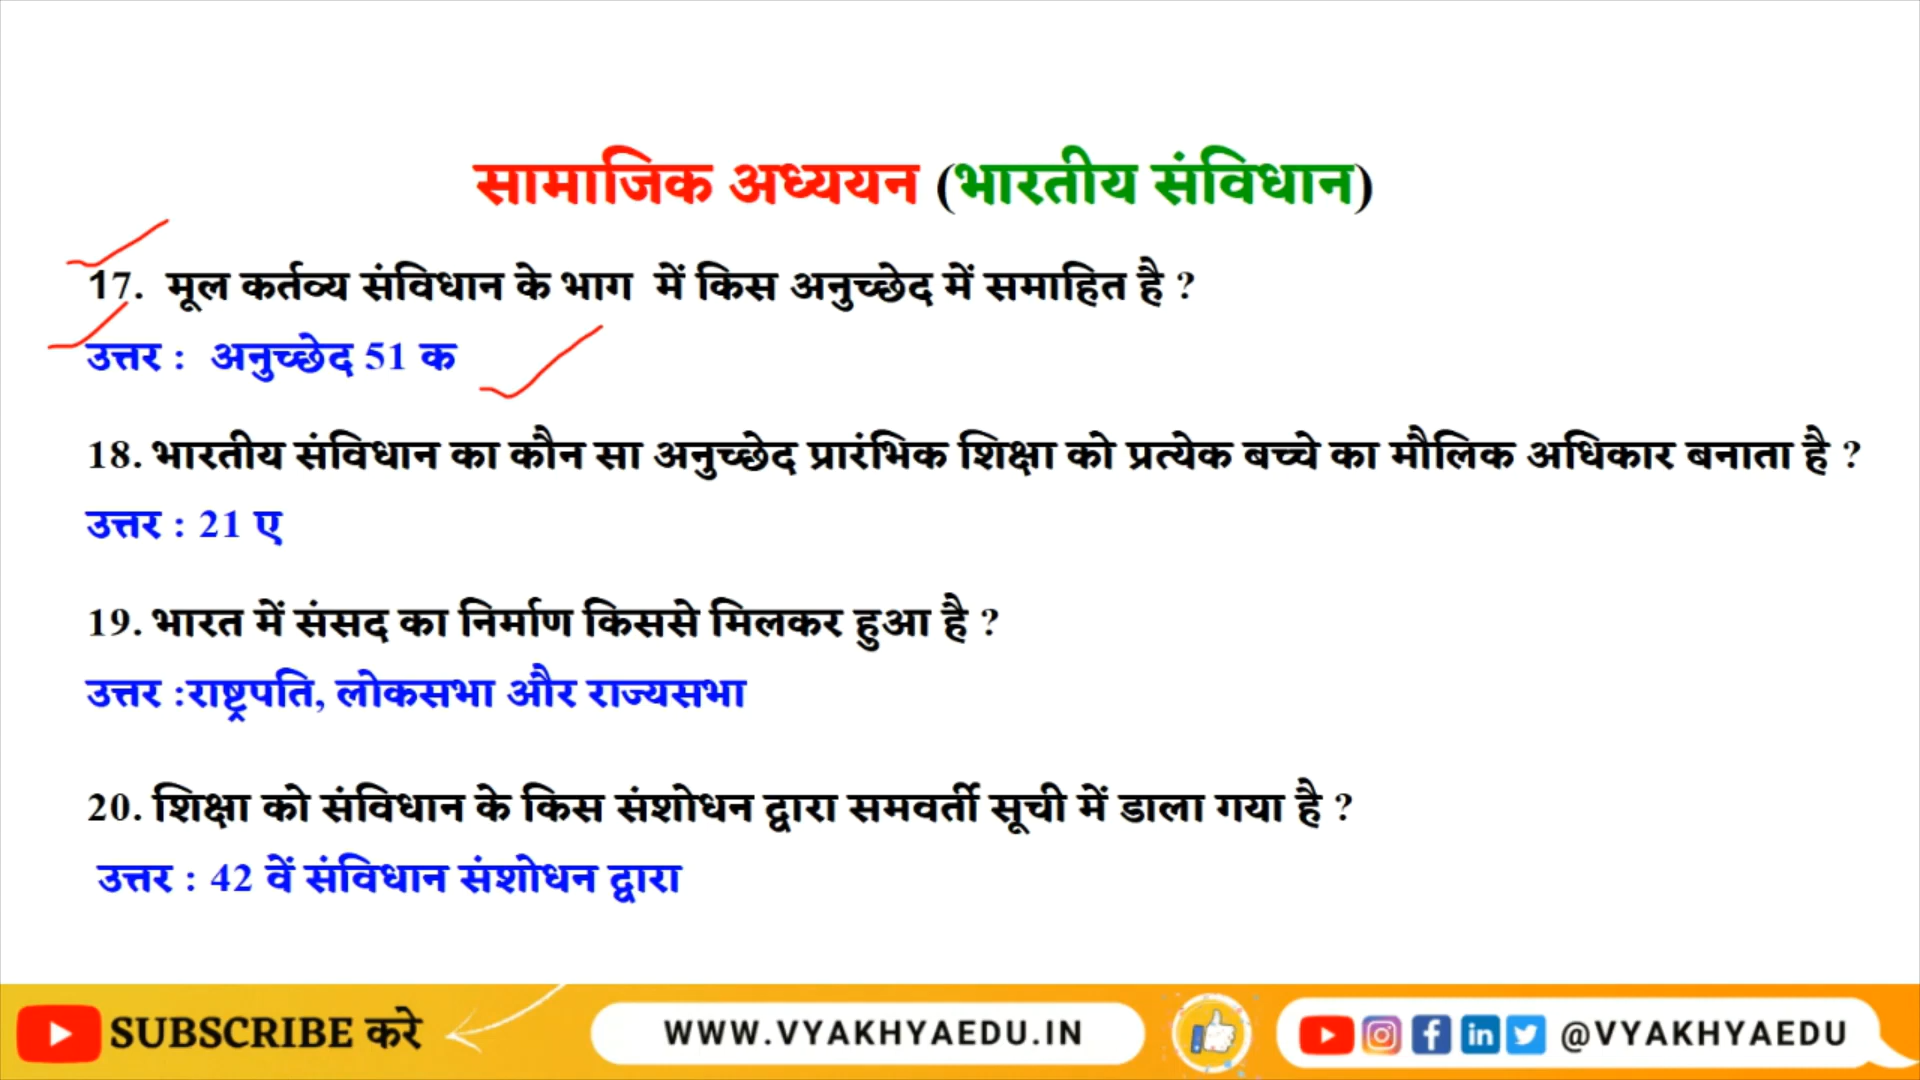 सामाजिक अध्ययन (भारतीय संविधान)
17. मूल कर्तव्य संविधान के भाग में किस अनुच्छेद में समाहित है ?
उत्तर : अनुच्छेद 51 क
18. भारतीय संविधान का कौन सा अनुच्छेद प्रारंभिक शिक्षा को प्रत्येक बच्चे का मौलिक अधिकार बनाता है ?
उत्तर : 21 ए
19. भारत में संसद का निर्माण किससे मिलकर हुआ है ?
उत्तर :राष्ट्रपति, लोकसभा और राज्यसभा
20. शिक्षा को संविधान के किस संशोधन द्वारा समवर्ती सूची में डाला गया है ?
उत्तर : 42 वें संविधान संशोधन द्वारा
SUBSCRIBE करे WWW.VYAKHYAEDU.IN @VYAKHYAEDU